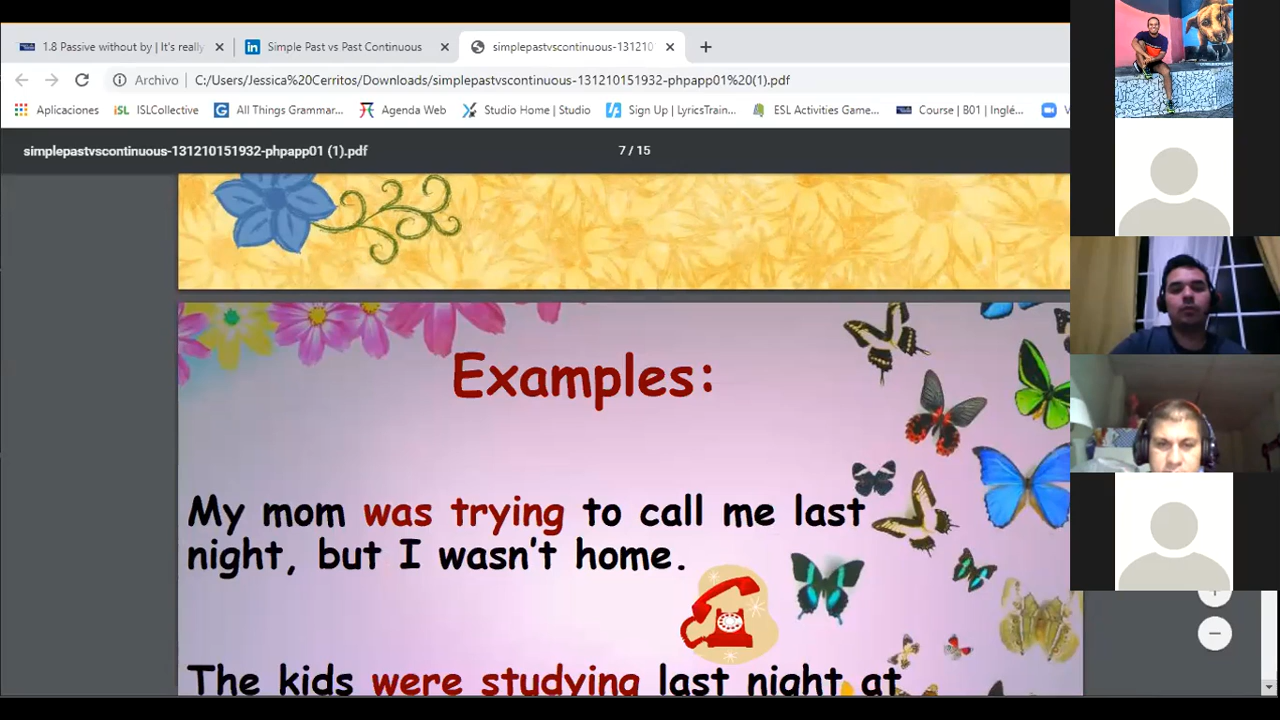 1.8 Passive without by | It's really
Simple Past vs Past Continuous
simplepastvscontinuous-131210
Archivo
C:/Users/Jessica%20Cerritos/Downloads/simplepastvscontinuous-131210151932-phpapp01%20(1).pdf
Aplicaciones
iSLCollective
All Things Grammar...
Agenda Web
Studio Home | Studio
Sign Up | LyricsTrain...
ESL Activities Game...
Course | B01 | Inglé...
simplepastvscontinuous-131210151932-phpapp01 (1).pdf
7 / 15
Examples:
My mom was trying to call me last
night, but I wasn't home.
The kids were studying last night at